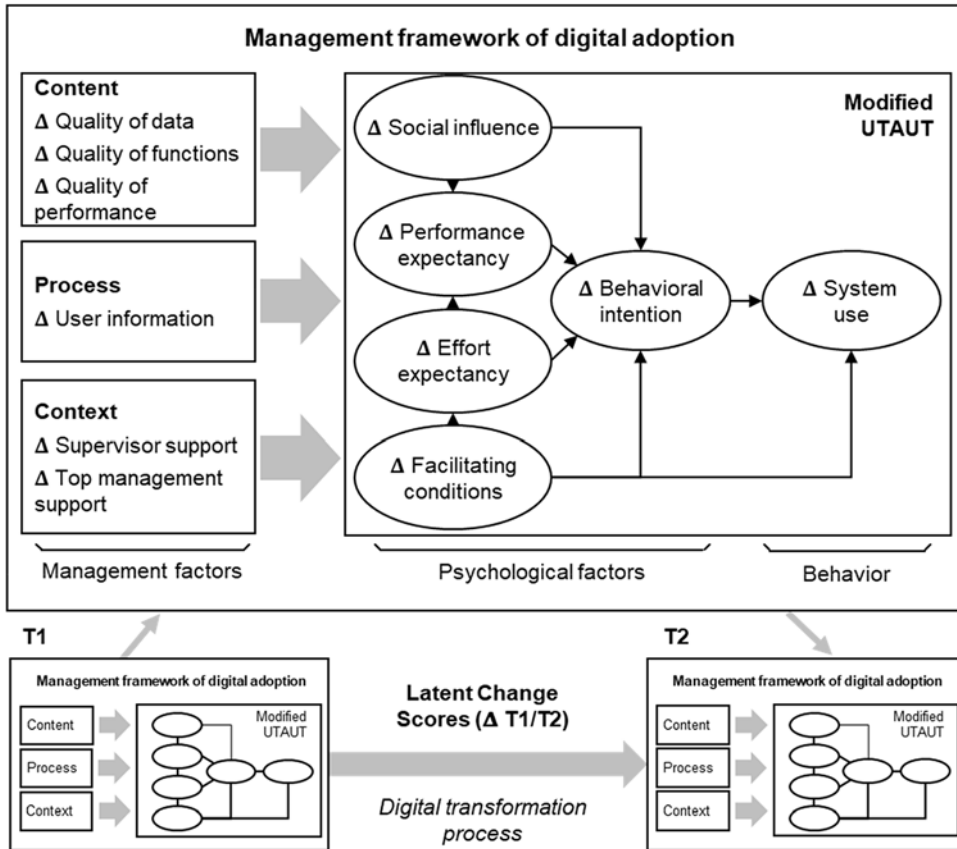 Management framework of digital adoption
Content
Δ Quality of data
Δ Quality of functions
Δ Quality of
performance
Process
Δ User information
Context
Δ Supervisor support
Δ Top management
support
Modified
UTAUT
Δ Social influence
Δ Performance
expectancy
Δ Effort
expectancy
Δ Facilitating
conditions
Δ Behavioral
intention
Δ System
use
Management factors
Psychological factors
Behavior
T1
Management framework of digital adoption
Content
Process
Context
Modified
UTAUT
Latent Change
Scores (Δ T1/T2)
Digital transformation
process
T2
Management framework of digital adoption
Content
Process
Context
Modified
UTAUT